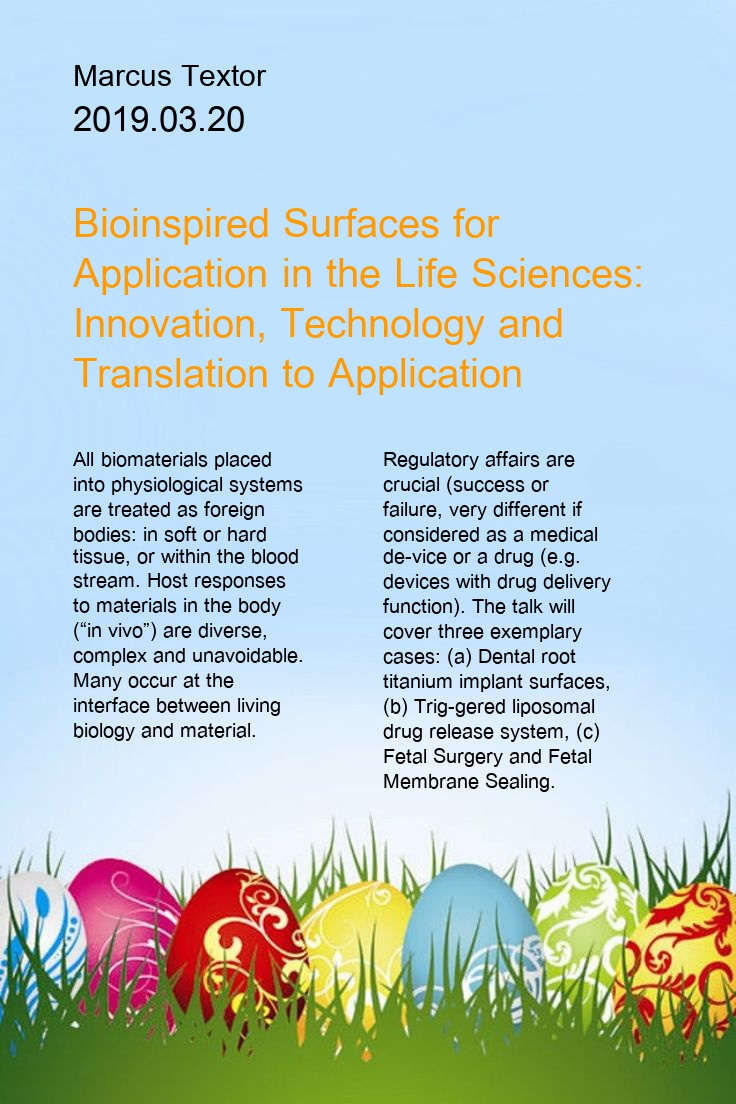 Marcus Textor
2019.03.20
Bioinspired Surfaces for
Application in the Life Sciences:
Innovation, Technology and
Translation to Application
All biomaterials placed
into physiological systems
are treated as foreign
bodies: in soft or hard
tissue, or within the blood
stream. Host responses
to materials in the body
(“in vivo”) are diverse,
complex and unavoidable.
Many occur at the
interface between living
biology and material.
Regulatory affairs are
crucial (success or
failure, very different if
considered as a medical
de-vice or a drug (e.g.
devices with drug delivery
function). The talk will
cover three exemplary
cases: (a) Dental root
titanium implant surfaces,
(b) Trig-gered liposomal
drug release system, (c)
Fetal Surgery and Fetal
Membrane Sealing.